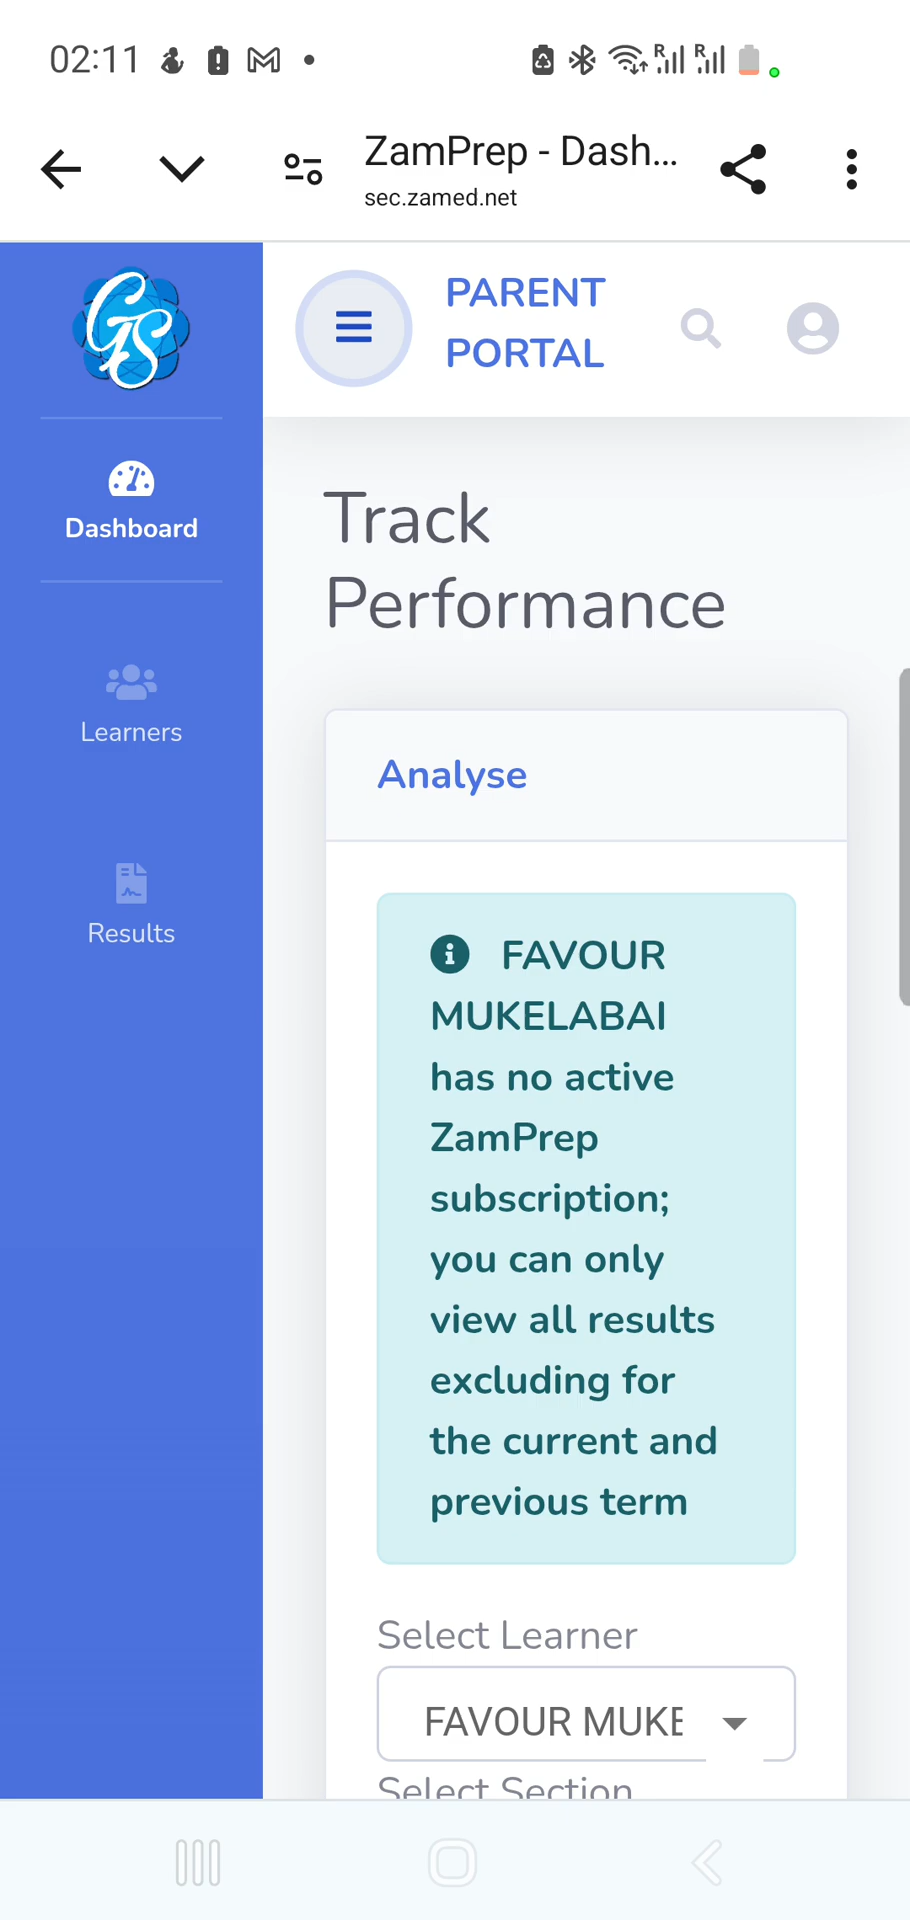 02:11
ZamPrep - Dash...
sec.zamed.net
GSS
PARENT
PORTAL
Dashboard
Learners
Results
Track
Performance
Analyse
FAVOUR
MUKELABAI
has no active
ZamPrep
subscription;
you can only
view all results
excluding for
the current and
previous term
Select Learner
FAVOUR MUKE
Select Section